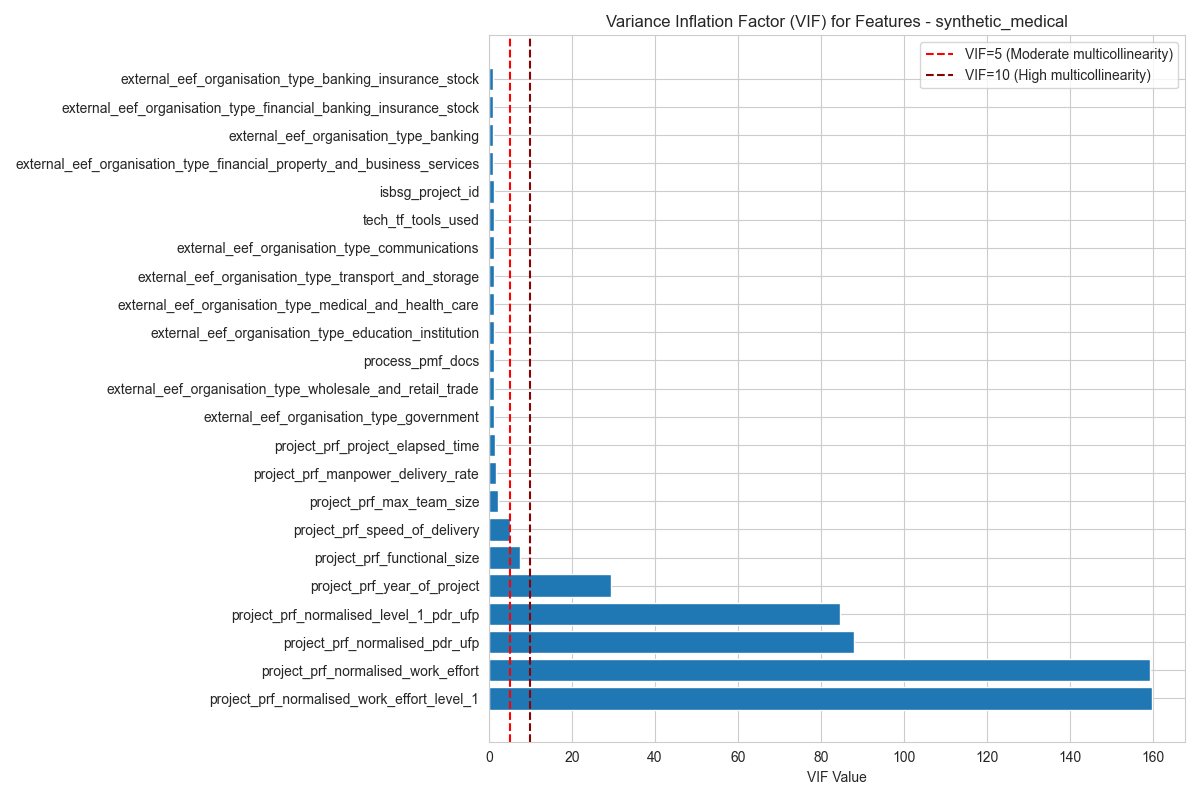 Variance Inflation Factor (VIF) for Features - synthetic_medical
VIF=5 (Moderate multicollinearity)
VIF=10 (High multicollinearity)
external_eef_organisation_type_banking_insurance_stock
external_eef_organisation_type_financial_banking_insurance_stock
external_eef_organisation_type_banking
external_eef_organisation_type_financial_property_and_business_services
isbsg_project_id
tech_tf_tools_used
external_eef_organisation_type_communications
external_eef_organisation_type_transport_and_storage
external_eef_organisation_type_medical_and_health_care
external_eef_organisation_type_education_institution
process_pmf_docs
external_eef_organisation_type_wholesale_and_retail_trade
external_eef_organisation_type_government
project_prf_project_elapsed_time
project_prf_manpower_delivery_rate
project_prf_max_team_size
project_prf_speed_of_delivery
project_prf_functional_size
project_prf_year_of_project
project_prf_normalised_level_1_pdr_ufp
project_prf_normalised_pdr_ufp
project_prf_normalised_work_effort
project_prf_normalised_work_effort_level_1
0 20 40 60 80 100 120 140 160
VIF Value